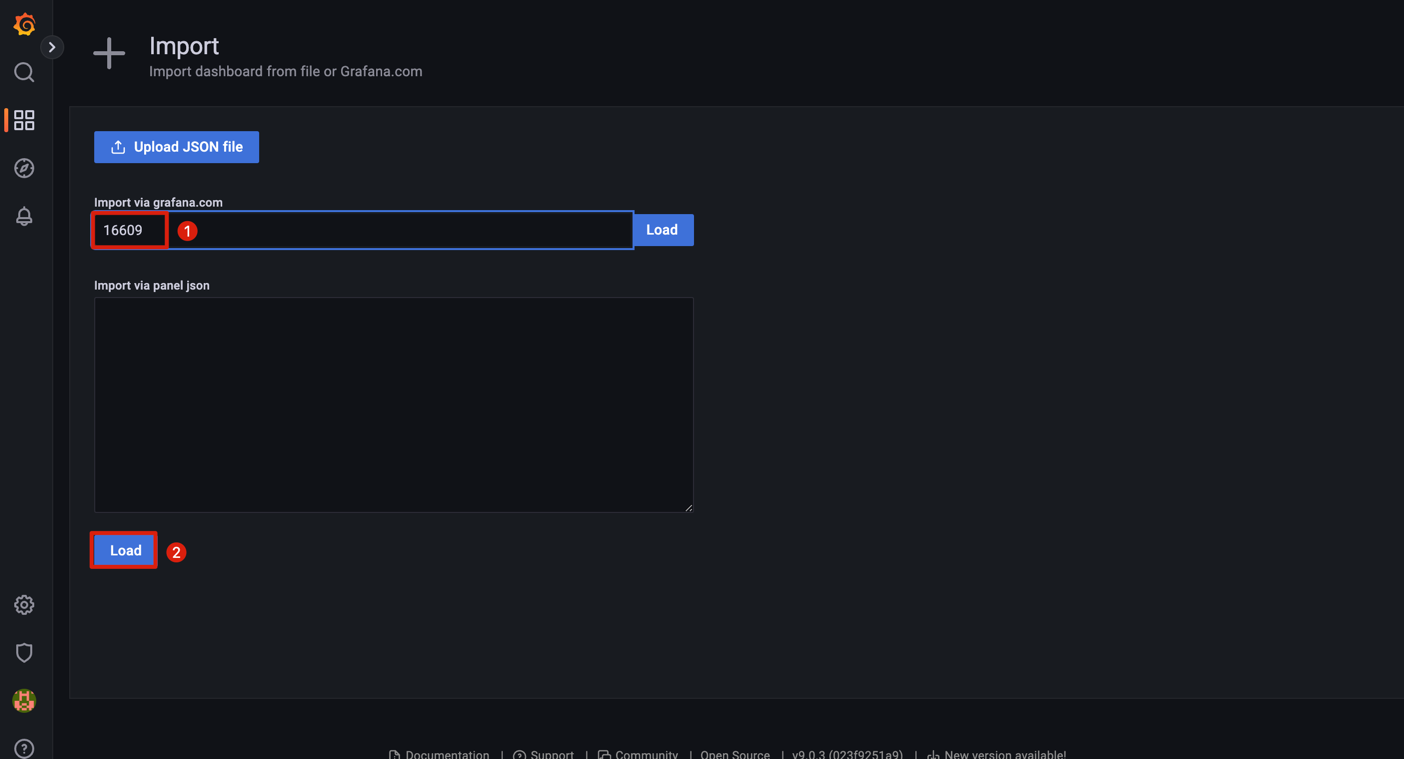 Import
Import dashboard from file or Grafana.com
Upload JSON file
Import via grafana.com
16609
1
Load
Import via panel json
Load
2
Documentation | Support | Community | Open Source | v9.0.3 (023f9251a9) | New version available!